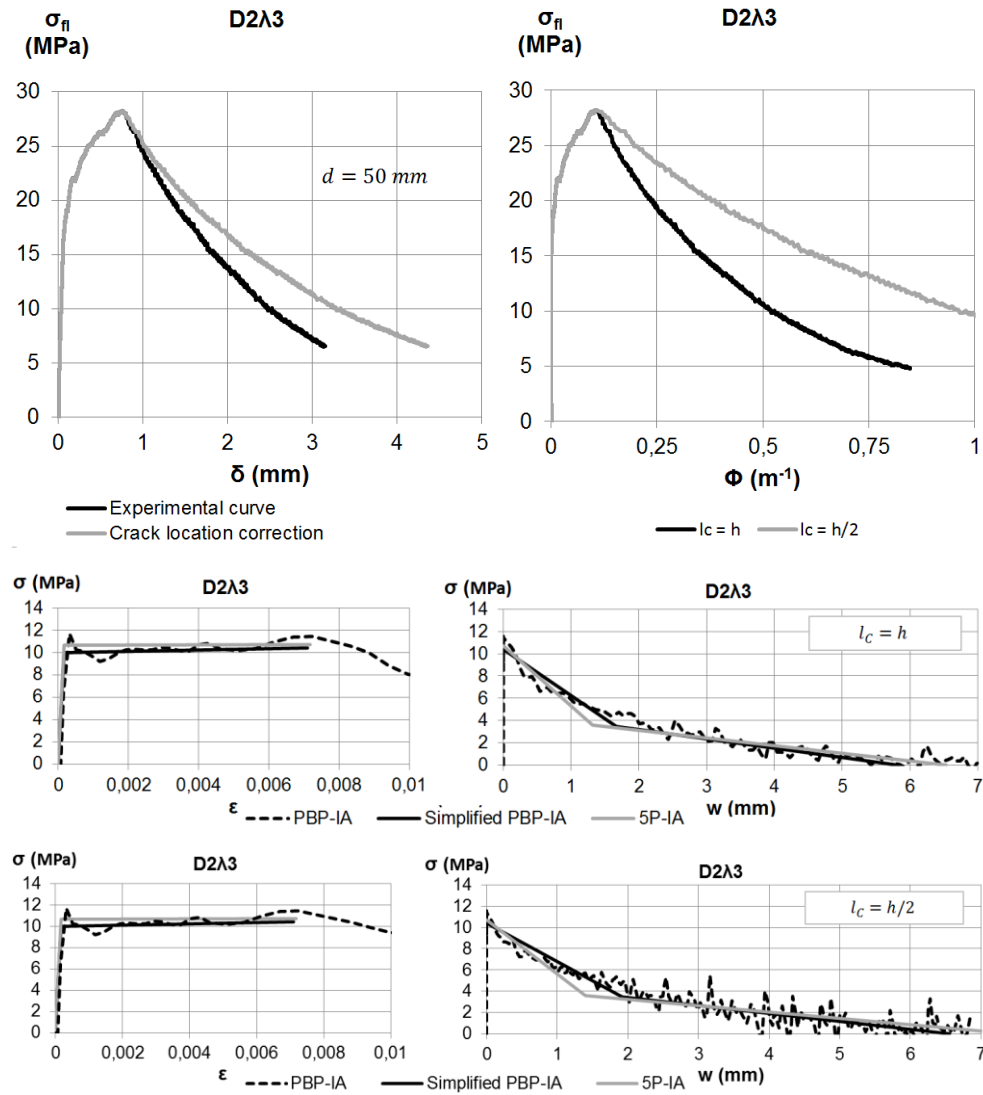 σfl
(MPa)
D2λ3
30
25
20
15
10
5
0
d = 50 mm
0 1 2 3 4 5
δ (mm)
Experimental curve
Crack location correction
σfl
(MPa)
D2λ3
30
25
20
15
10
5
0
0 0,25 0,5 0,75 1
Φ (m-1)
lc = h lc = h/2
σ (MPa)
D2λ3
14
12
10
8
6
4
2
0
0 0,002 0,004 0,006 0,008 0,01
ε
σ (MPa)
D2λ3
14
12
10
8
6
4
2
0
lC = h
0 1 2 3 4 5 6 7
w (mm)
PBP-IA Simplified PBP-IA 5P-IA
σ (MPa)
D2λ3
14
12
10
8
6
4
2
0
0 0,002 0,004 0,006 0,008 0,01
ε
σ (MPa)
D2λ3
14
12
10
8
6
4
2
0
lC = h/2
0 1 2 3 4 5 6 7
w (mm)
PBP-IA Simplified PBP-IA 5P-IA